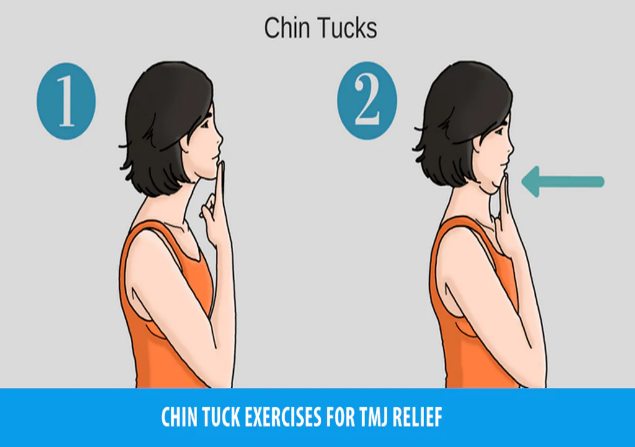 Chin Tucks
1
2
CHIN TUCK EXERCISES FOR TMJ RELIEF